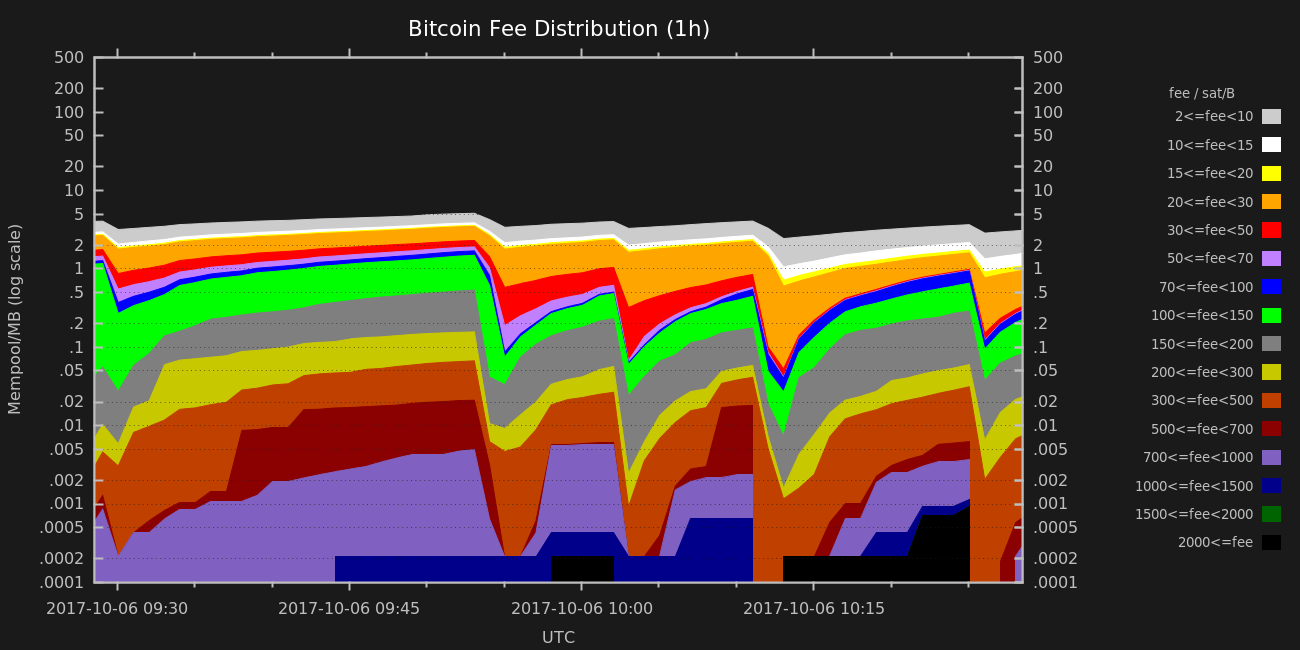 Bitcoin Fee Distribution (1h)
500
200
100
50
20
10
5
2
1
.5
.2
.1
.05
.02
.01
.005
.002
.001
.0005
.0002
.0001
Mempool/MB (log scale)
500
200
100
50
20
10
5
2
1
.5
.2
.1
.05
.02
.01
.005
.002
.001
.0005
.0002
.0001
2017-10-06 09:30
2017-10-06 09:45
2017-10-06 10:00
2017-10-06 10:15
UTC
fee / sat/B
2<=fee<10
10<=fee<15
15<=fee<20
20<=fee<30
30<=fee<50
50<=fee<70
70<=fee<100
100<=fee<150
150<=fee<200
200<=fee<300
300<=fee<500
500<=fee<700
700<=fee<1000
1000<=fee<1500
1500<=fee<2000
2000<=fee